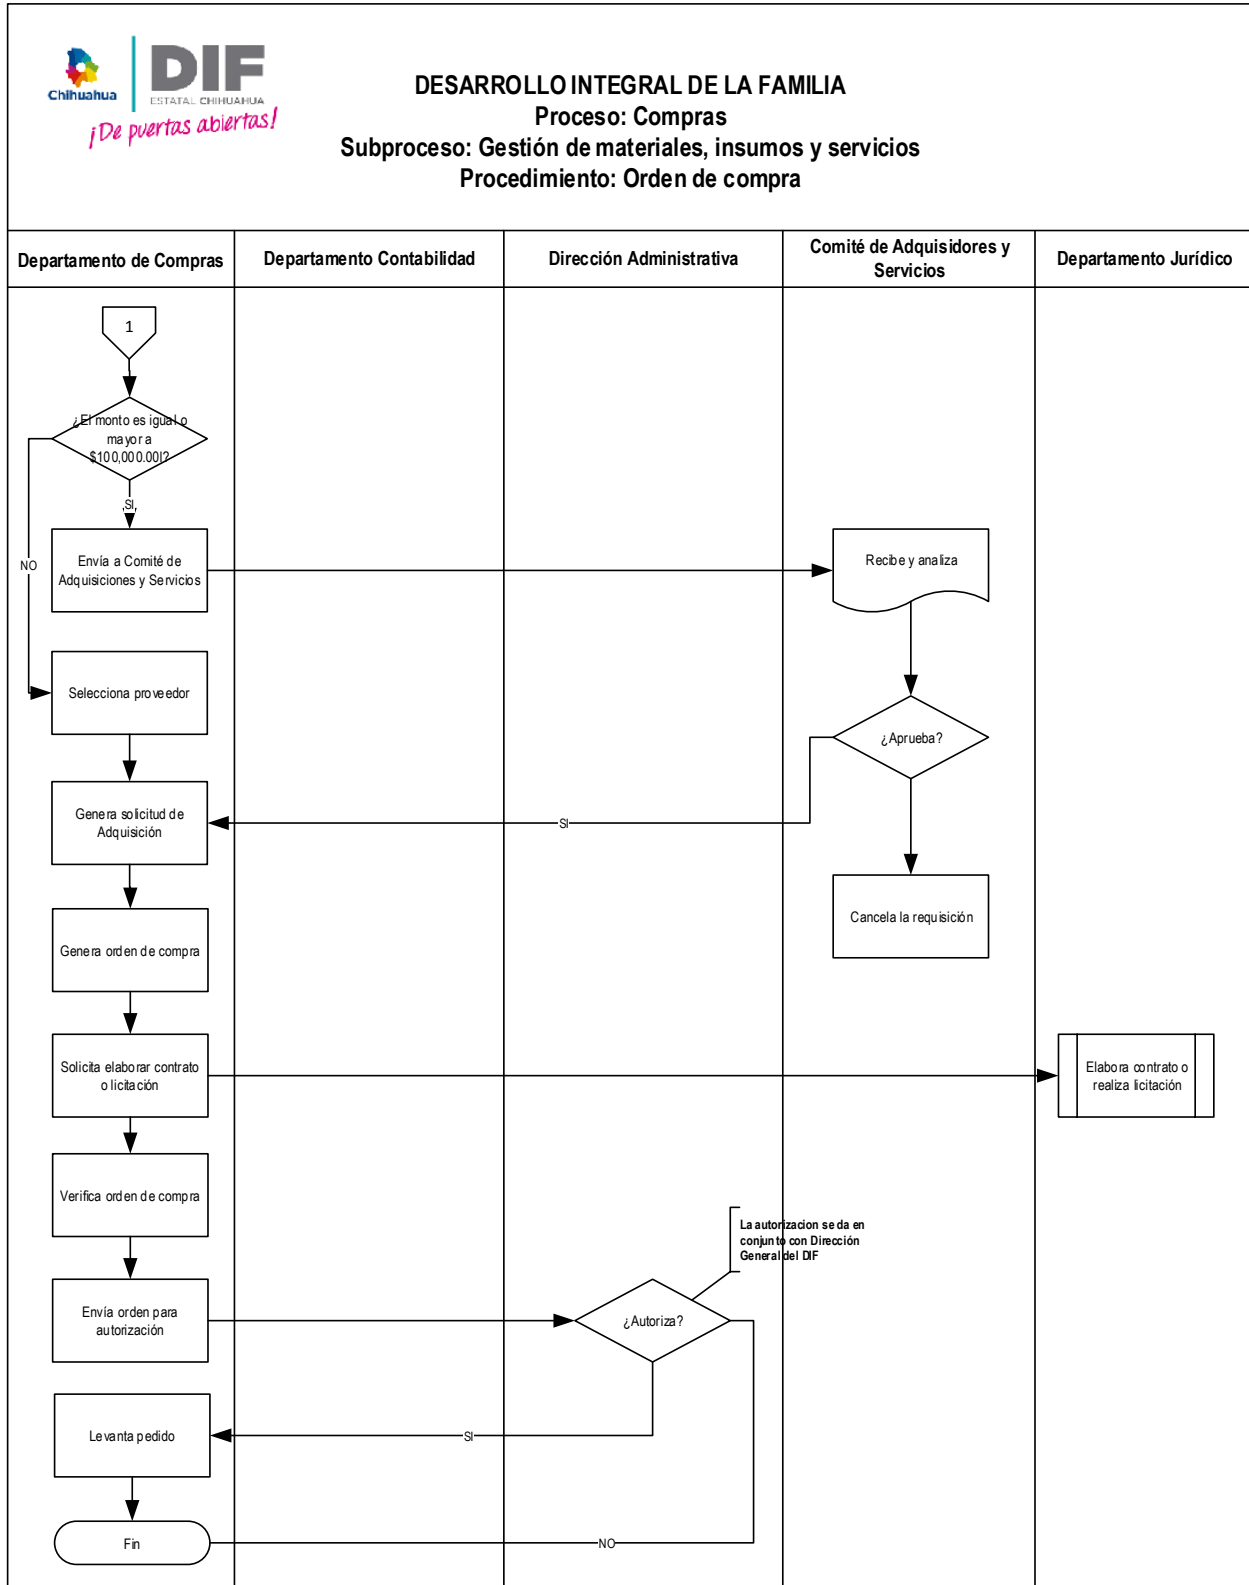 Chihuahua
DIF
ESTATAL CHIHUAHUA
¡De puertas abiertas!
DESARROLLO INTEGRAL DE LA FAMILIA
Proceso: Compras
Subproceso: Gestión de materiales, insumos y servicios
Procedimiento: Orden de compra
Departamento de Compras
Departamento Contabilidad
Dirección Administrativa
Comité de Adquisidores y
Servicios
Departamento Jurídico
1
¿El monto es igual o
mayor a
$100,000.00I?
SI
NO
Envía a Comité de
Adquisiciones y Servicios
Recibe y analiza
Selecciona proveedor
¿Aprueba?
Genera solicitud de
Adquisición
SI
Cancela la requisición
Genera orden de compra
Solicita elaborar contrato
o licitación
Elabora contrato o
realiza licitación
Verifica orden de compra
La autorizacion se da en
conjunto con Dirección
General del DIF
Envía orden para
autorización
¿Autoriza?
Levanta pedido
SI
Fin
NO